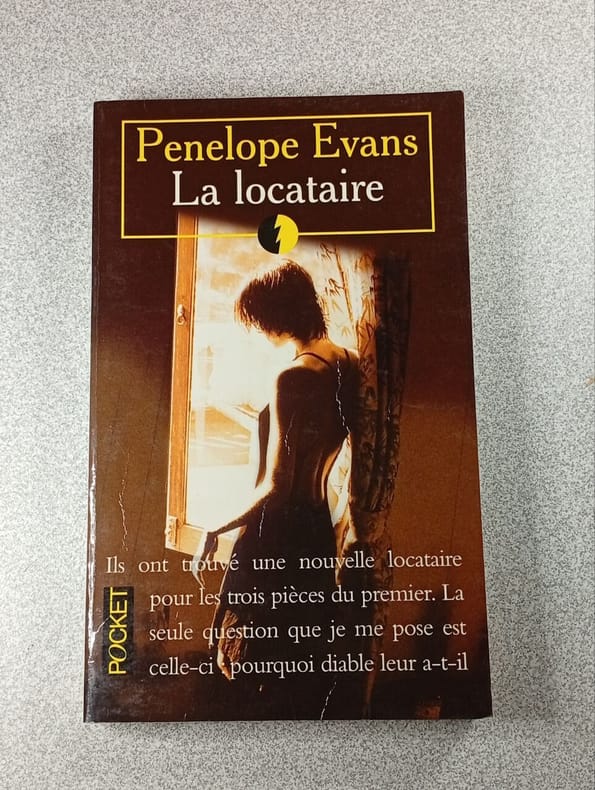 Penelope Evans
La locataire
Ils ont trouvé une nouvelle locataire
pour les trois pièces du premier. La
seule question que je me pose est
celle-ci : pourquoi diable leur a-t-il
POCKET